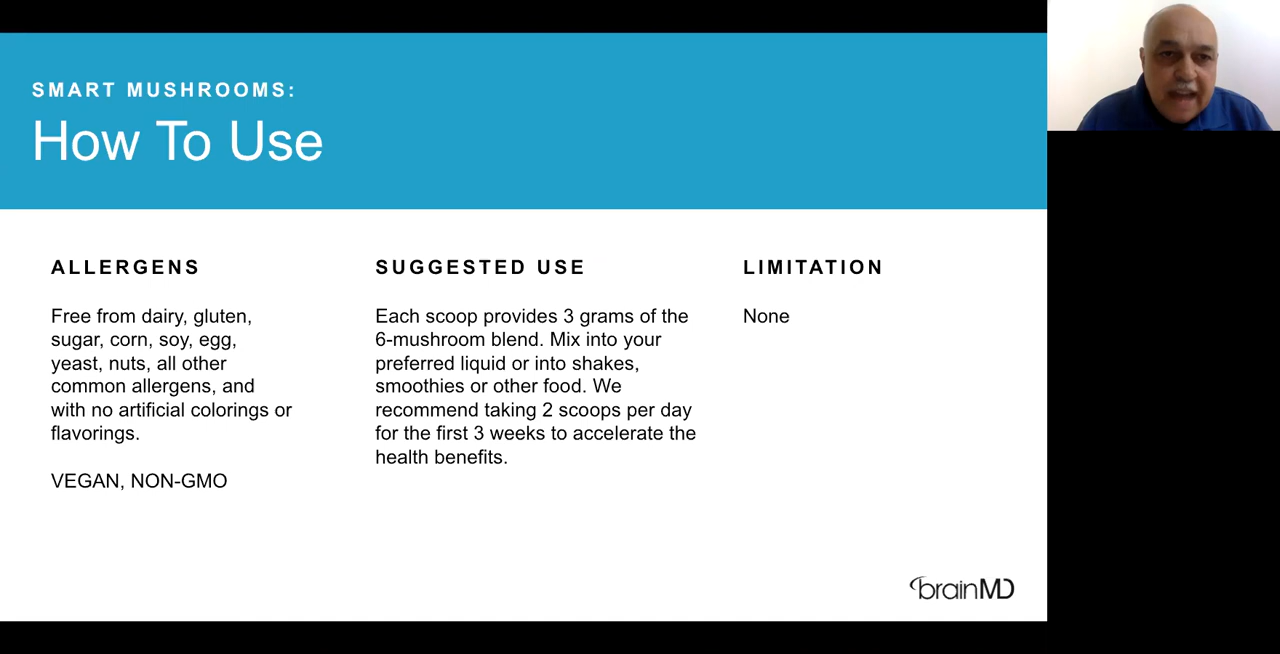 SMART MUSHROOMS:
How To Use
ALLERGENS
Free from dairy, gluten,
sugar, corn, soy, egg,
yeast, nuts, all other
common allergens, and
with no artificial colorings or
flavorings.
VEGAN, NON-GMO
SUGGESTED USE
Each scoop provides 3 grams of the
6-mushroom blend. Mix into your
preferred liquid or into shakes,
smoothies or other food. We
recommend taking 2 scoops per day
for the first 3 weeks to accelerate the
health benefits.
LIMITATION
None
brainMD